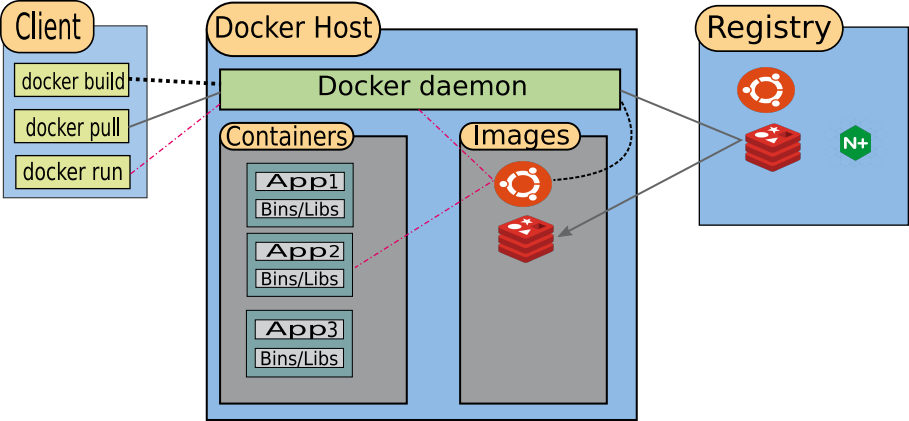 Client
docker build
docker pull
docker run
Docker Host
Docker daemon
Containers
App1
Bins/Libs
App2
Bins/Libs
App3
Bins/Libs
Images
Registry
N+